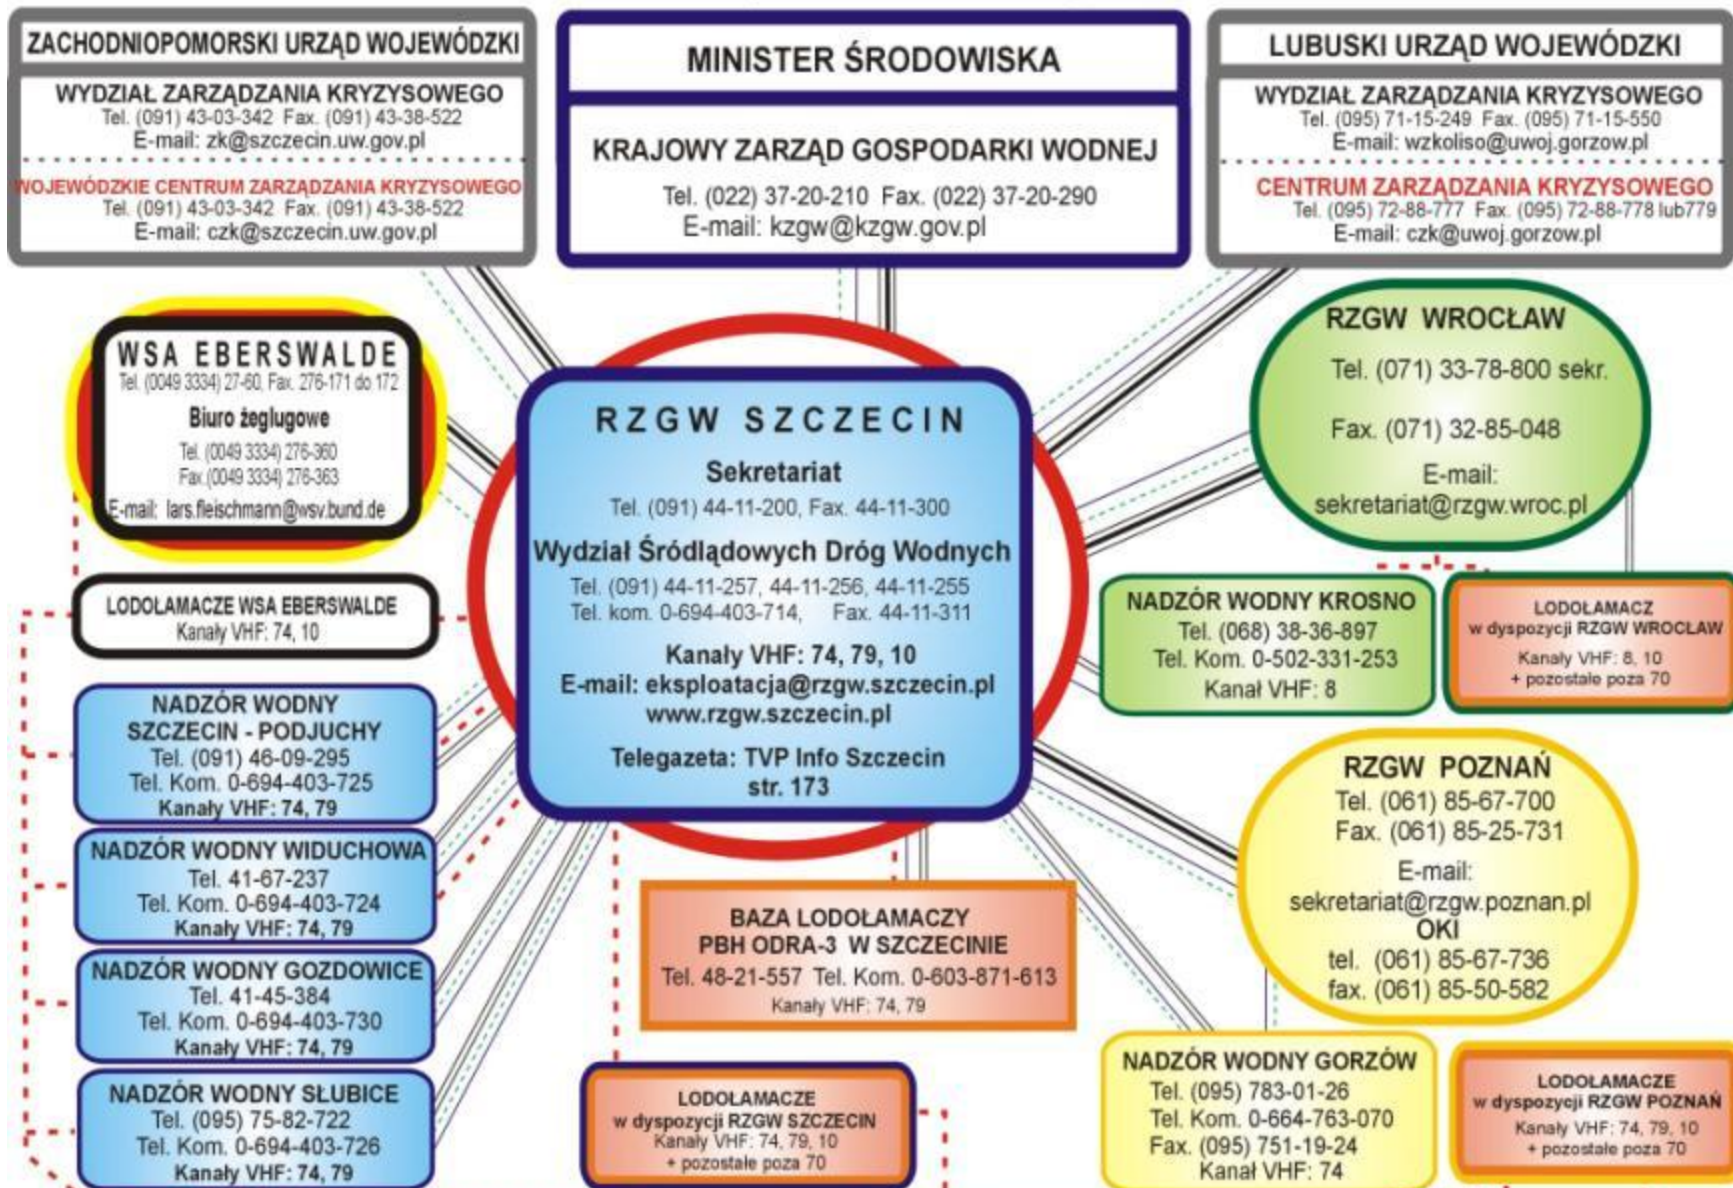 ZACHODNIOPOMORSKI URZĄD WOJEWÓDZKI
WYDZIAŁ ZARZĄDZANIA KRYZYSOWEGO
Tel. (091) 43-03-342 Fax. (091) 43-38-522
E-mail: zk@szczecin.uw.gov.pl
WOJEWÓDZKIE CENTRUM ZARZĄDZANIA KRYZYSOWEGO
Tel. (091) 43-03-342 Fax. (091) 43-38-522
E-mail: czk@szczecin.uw.gov.pl
MINISTER ŚRODOWISKA
KRAJOWY ZARZĄD GOSPODARKI WODNEJ
Tel. (022) 37-20-210 Fax. (022) 37-20-290
E-mail: kzgw@kzgw.gov.pl
LUBUSKI URZĄD WOJEWÓDZKI
WYDZIAŁ ZARZĄDZANIA KRYZYSOWEGO
Tel. (095) 71-15-249 Fax. (095) 71-15-550
E-mail: wzkoliso@uwoj.gorzow.pl
CENTRUM ZARZĄDZANIA KRYZYSOWEGO
Tel. (095) 72-88-777 Fax. (095) 72-88-778 lub779
E-mail: czk@uwoj.gorzow.pl
WSA EBERSWALDE
Tel. (0049 3334) 27-60, Fax. 276-171 do 172
Biuro żeglugowe
Tel. (0049 3334) 276-360
Fax.(0049 3334) 276-363
E-mail: lars.fleischmann@wsv.bund.de
RZGW SZCZECIN
Sekretariat
Tel. (091) 44-11-200, Fax. 44-11-300
Wydział Śródlądowych Dróg Wodnych
Tel. (091) 44-11-257, 44-11-256, 44-11-255
Tel. kom. 0-694-403-714, Fax. 44-11-311
Kanały VHF: 74, 79, 10
E-mail: eksploatacja@rzgw.szczecin.pl
www.rzgw.szczecin.pl
Telegazeta: TVP Info Szczecin
str. 173
RZGW WROCŁAW
Tel. (071) 33-78-800 sekr.
Fax. (071) 32-85-048
E-mail:
sekretariat@rzgw.wroc.pl
LODOŁAMACZE WSA EBERSWALDE
Kanały VHF: 74, 10
NADZÓR WODNY KROSNO
Tel. (068) 38-36-897
Tel. Kom. 0-502-331-253
Kanał VHF: 8
LODOŁAMACZ
w dyspozycji RZGW WROCŁAW
Kanały VHF: 8, 10
+ pozostałe poza 70
NADZÓR WODNY
SZCZECIN - PODJUCHY
Tel. (091) 46-09-295
Tel. Kom. 0-694-403-725
Kanały VHF: 74, 79
NADZÓR WODNY WIDUCHOWA
Tel. 41-67-237
Tel. Kom. 0-694-403-724
Kanały VHF: 74, 79
NADZÓR WODNY GOZDOWICE
Tel. 41-45-384
Tel. Kom. 0-694-403-730
Kanały VHF: 74, 79
NADZÓR WODNY SŁUBICE
Tel. (095) 75-82-722
Tel. Kom. 0-694-403-726
Kanały VHF: 74, 79
BAZA LODOŁAMACZY
PBH ODRA-3 W SZCZECINIE
Tel. 48-21-557 Tel. Kom. 0-603-871-613
Kanały VHF: 74, 79
LODOŁAMACZE
w dyspozycji RZGW SZCZECIN
Kanały VHF: 74, 79, 10
+ pozostałe poza 70
RZGW POZNAŃ
Tel. (061) 85-67-700
Fax. (061) 85-25-731
E-mail:
sekretariat@rzgw.poznan.pl
OKI
tel. (061) 85-67-736
fax. (061) 85-50-582
NADZÓR WODNY GORZÓW
Tel. (095) 783-01-26
Tel. Kom. 0-664-763-070
Fax. (095) 751-19-24
Kanał VHF: 74
LODOŁAMACZE
w dyspozycji RZGW POZNAŃ
Kanały VHF: 74, 79, 10
+ pozostałe poza 70